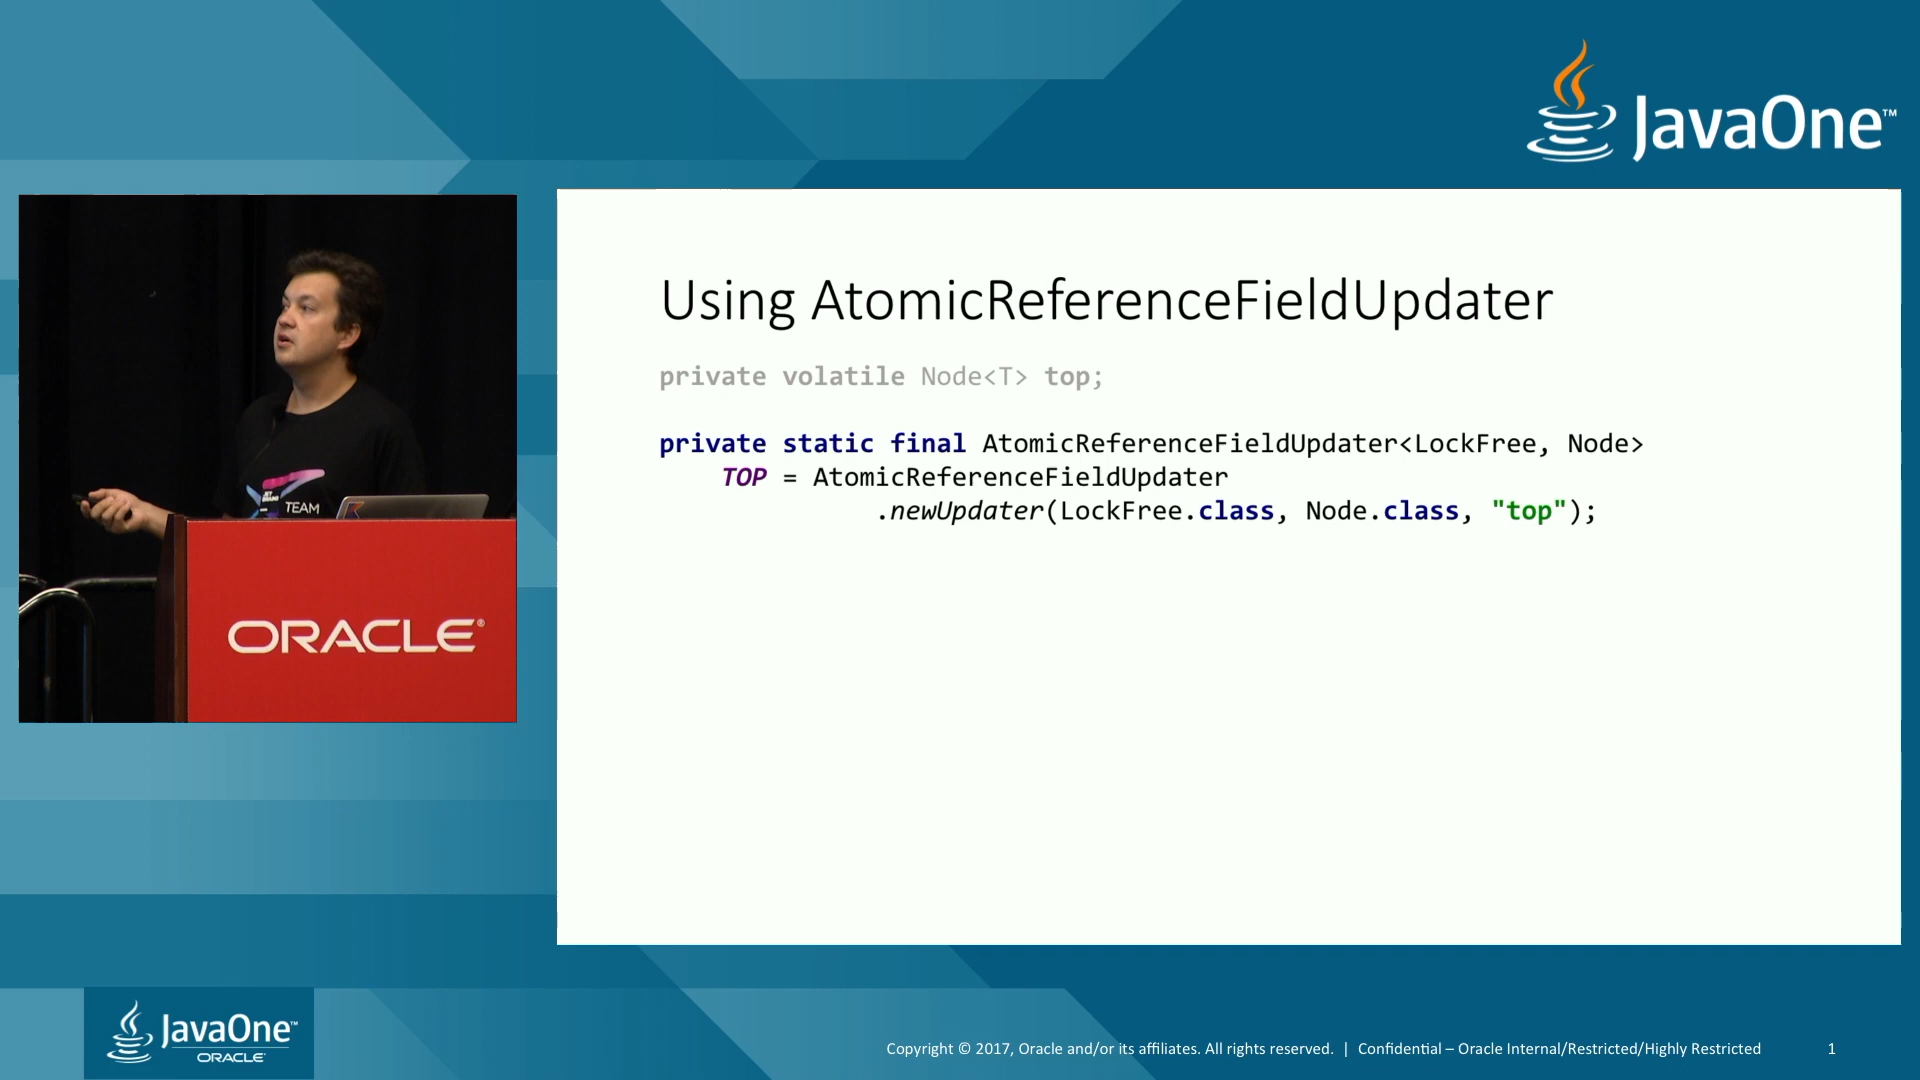 JavaOne™
Using AtomicReferenceFieldUpdater
private volatile Node<T> top;
private static final AtomicReferenceFieldUpdater<LockFree, Node>
TOP = AtomicReferenceFieldUpdater
.newUpdater(LockFree.class, Node.class, "top");
JET
BRAINS
TEAM
ORACLE®
JavaOne™
ORACLE®
Copyright © 2017, Oracle and/or its affiliates. All rights reserved. | Confidential – Oracle Internal/Restricted/Highly Restricted 1